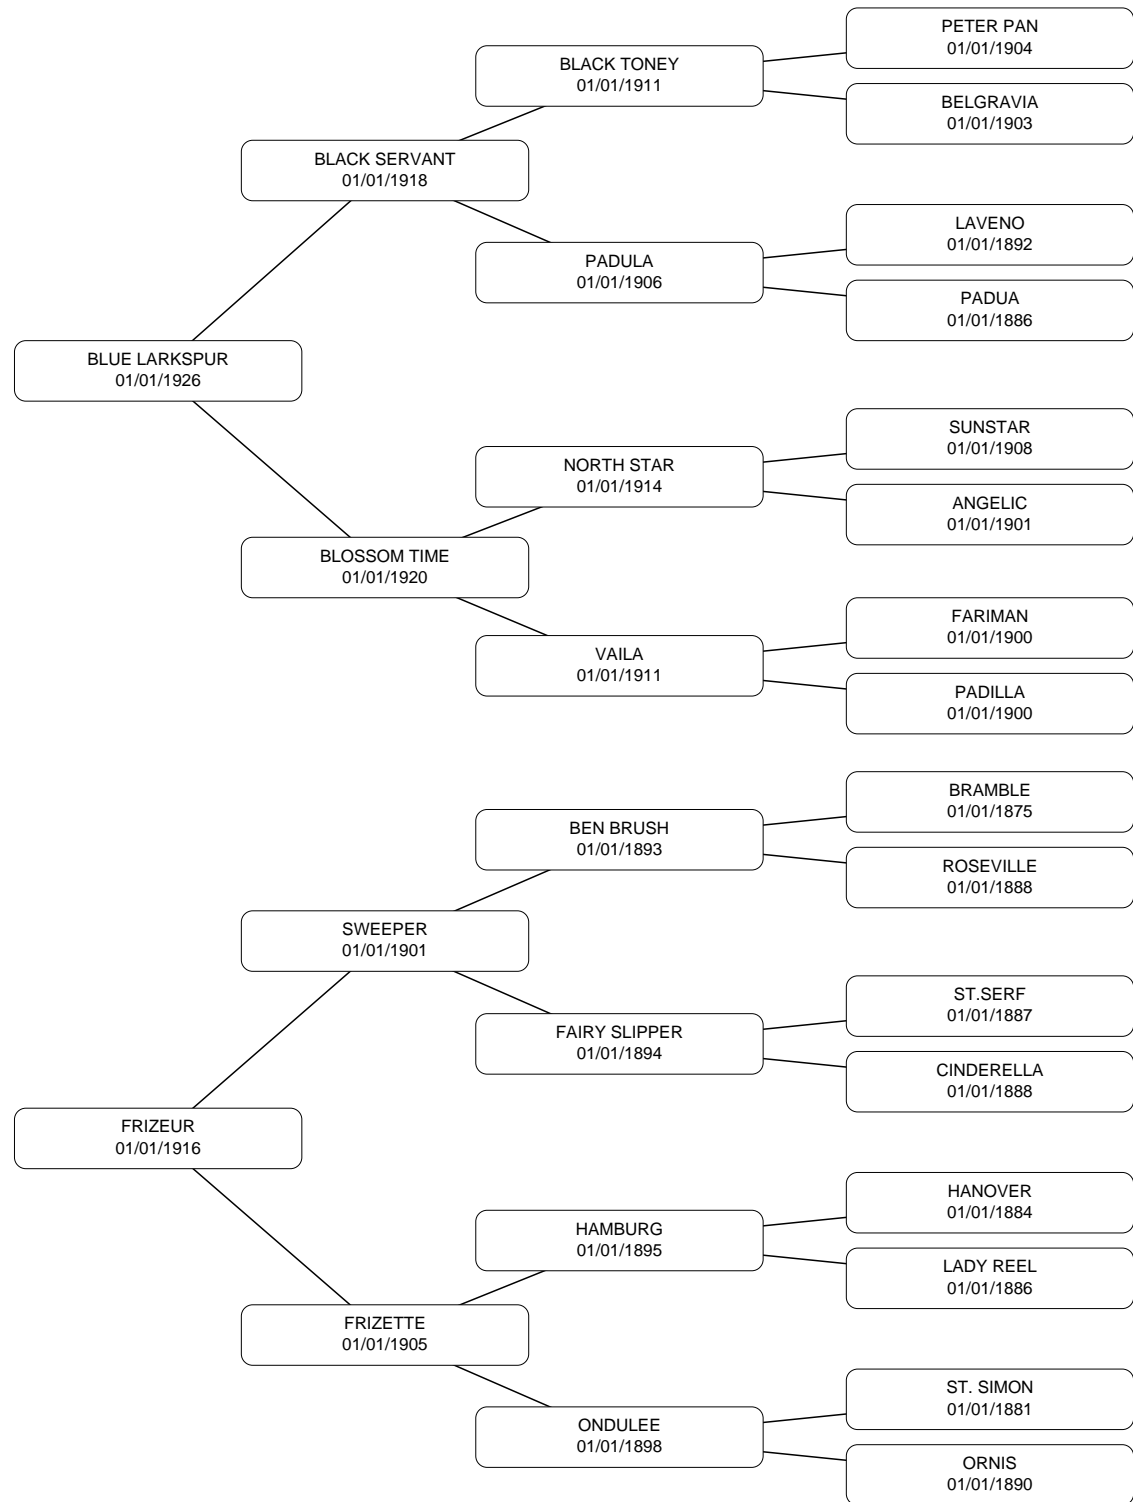 PETER PAN
01/01/1904
BLACK TONEY
01/01/1911
BELGRAVIA
01/01/1903
BLACK SERVANT
01/01/1918
LAVENO
01/01/1892
PADULA
01/01/1906
PADUA
01/01/1886
BLUE LARKSPUR
01/01/1926
SUNSTAR
01/01/1908
NORTH STAR
01/01/1914
ANGELIC
01/01/1901
BLOSSOM TIME
01/01/1920
FARIMAN
01/01/1900
VAILA
01/01/1911
PADILLA
01/01/1900
BRAMBLE
01/01/1875
BEN BRUSH
01/01/1893
ROSEVILLE
01/01/1888
SWEEPER
01/01/1901
ST.SERF
01/01/1887
FAIRY SLIPPER
01/01/1894
CINDERELLA
01/01/1888
FRIZEUR
01/01/1916
HANOVER
01/01/1884
HAMBURG
01/01/1895
LADY REEL
01/01/1886
FRIZETTE
01/01/1905
ST. SIMON
01/01/1881
ONDULEE
01/01/1898
ORNIS
01/01/1890